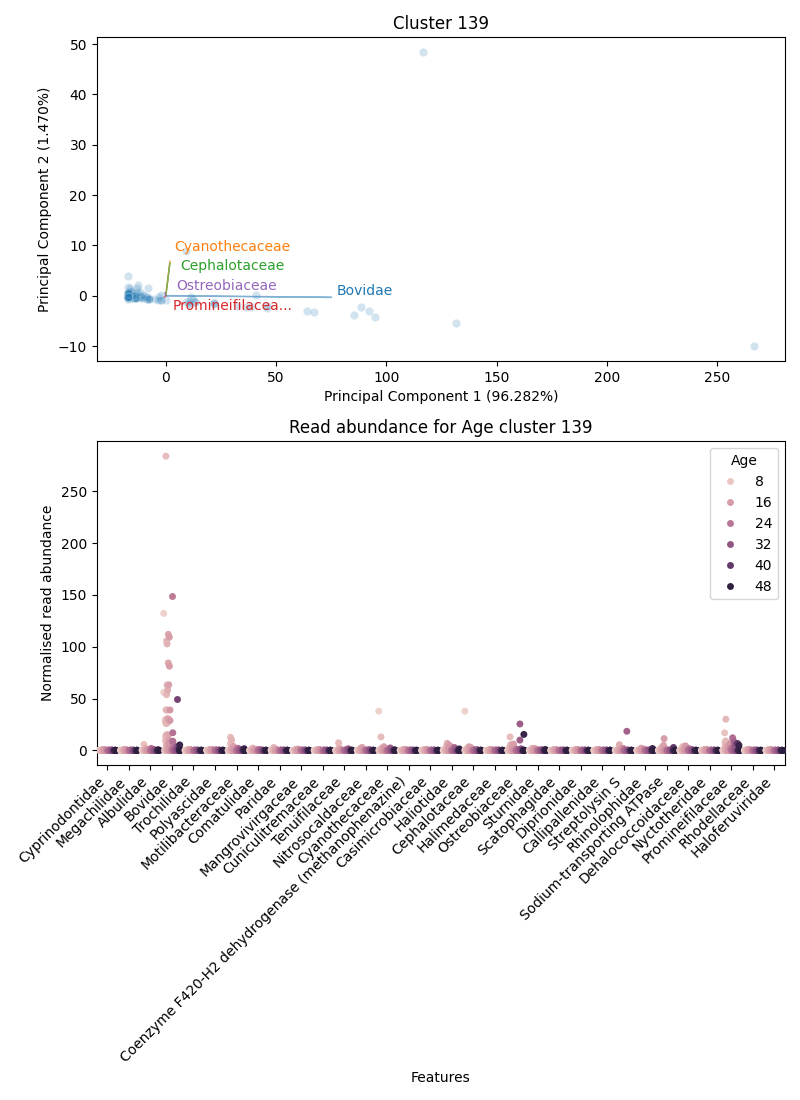 Cluster 139
Principal Component 2 (1.470%)
50
40
30
20
10
0
−10
Cyanothecaceae
Cephalotaceae
Ostreobiaceae
Bovidae
Promineifilacea...
0
50
100
150
200
250
Principal Component 1 (96.282%)
Read abundance for Age cluster 139
Normalised read abundance
250
200
150
100
50
0
Age
8
16
24
32
40
48
Cyprinodontidae
Megachilidae
Albulidae
Bovidae
Trochilidae
Polyascidae
Motilibacteraceae
Comatulidae
Paridae
Mangrovivirgaceae
Cuniculitremaceae
Tenuifilaceae
Nitrosocaldaceae
Cyanothecaceae
Coenzyme F420-H2 dehydrogenase (methanophenazine)
Casimicrobiaceae
Haliotidae
Cephalotaceae
Halimedaceae
Ostreobiaceae
Sturnidae
Scatophagidae
Diprionidae
Callipallenidae
Streptolysin S
Rhinolophidae
Sodium-transporting ATPase
Dehalococcoidaceae
Nyctotheridae
Promineifilaceae
Rhodellaceae
Haloferuviridae
Features